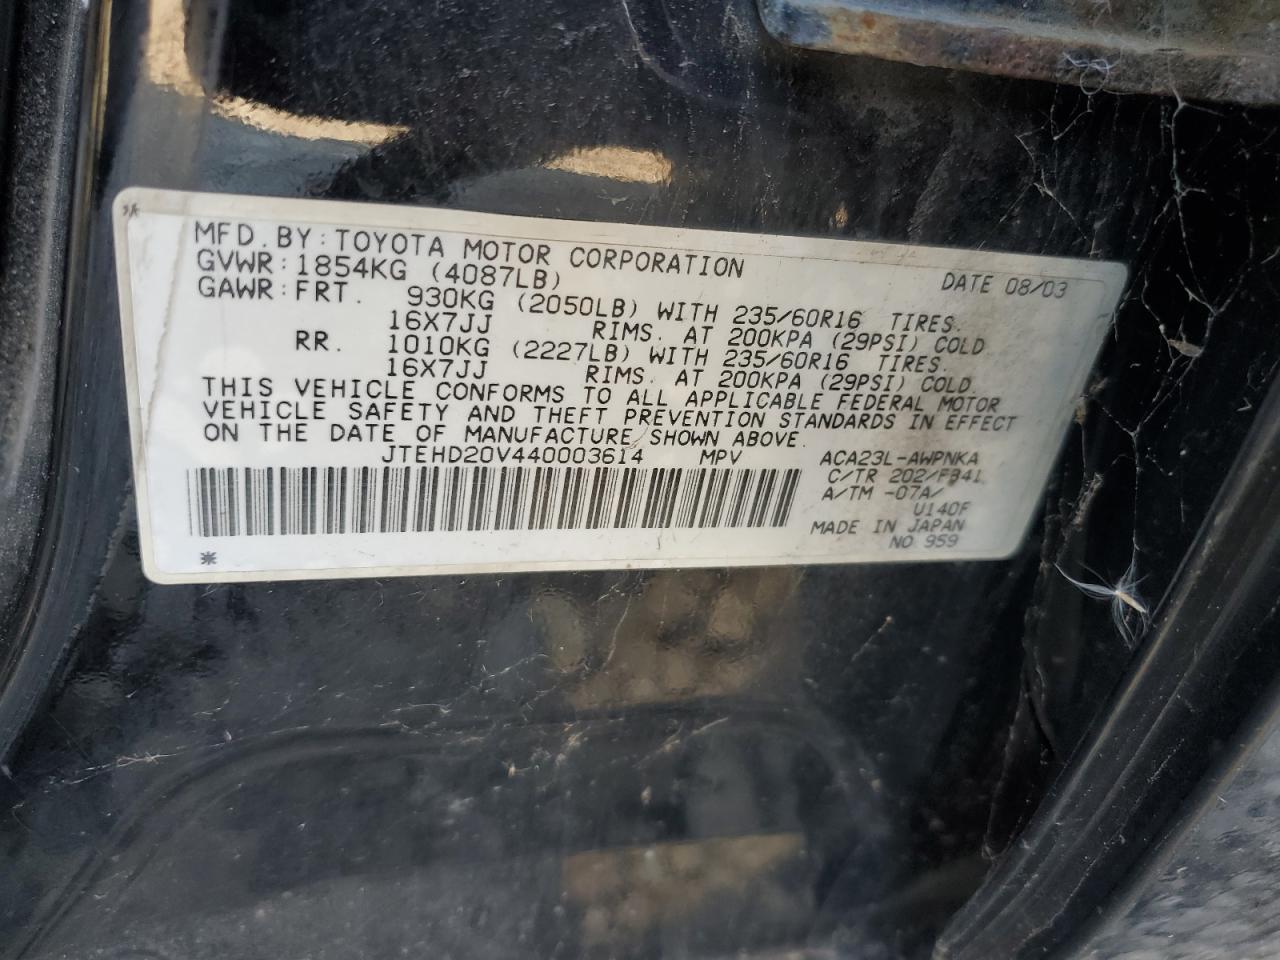 MFD. BY: TOYOTA MOTOR CORPORATION DATE 08/03
GVWR: 1854KG (4087LB)
GAWR: FRT. 930KG (2050LB) WITH 235/60R16 TIRES.
16X7JJ RIMS. AT 200KPA (29PSI) COLD
RR. 1010KG (2227LB) WITH 235/60R16 TIRES.
16X7JJ RIMS. AT 200KPA (29PSI) COLD.
THIS VEHICLE CONFORMS TO ALL APPLICABLE FEDERAL MOTOR
VEHICLE SAFETY AND THEFT PREVENTION STANDARDS IN EFFECT
ON THE DATE OF MANUFACTURE SHOWN ABOVE.
JTEHD20V440003614 MPV ACA23L-AWPNKA
C/TR 202/FB41
A/TM -07A/
U140F
MADE IN JAPAN
* NO 959